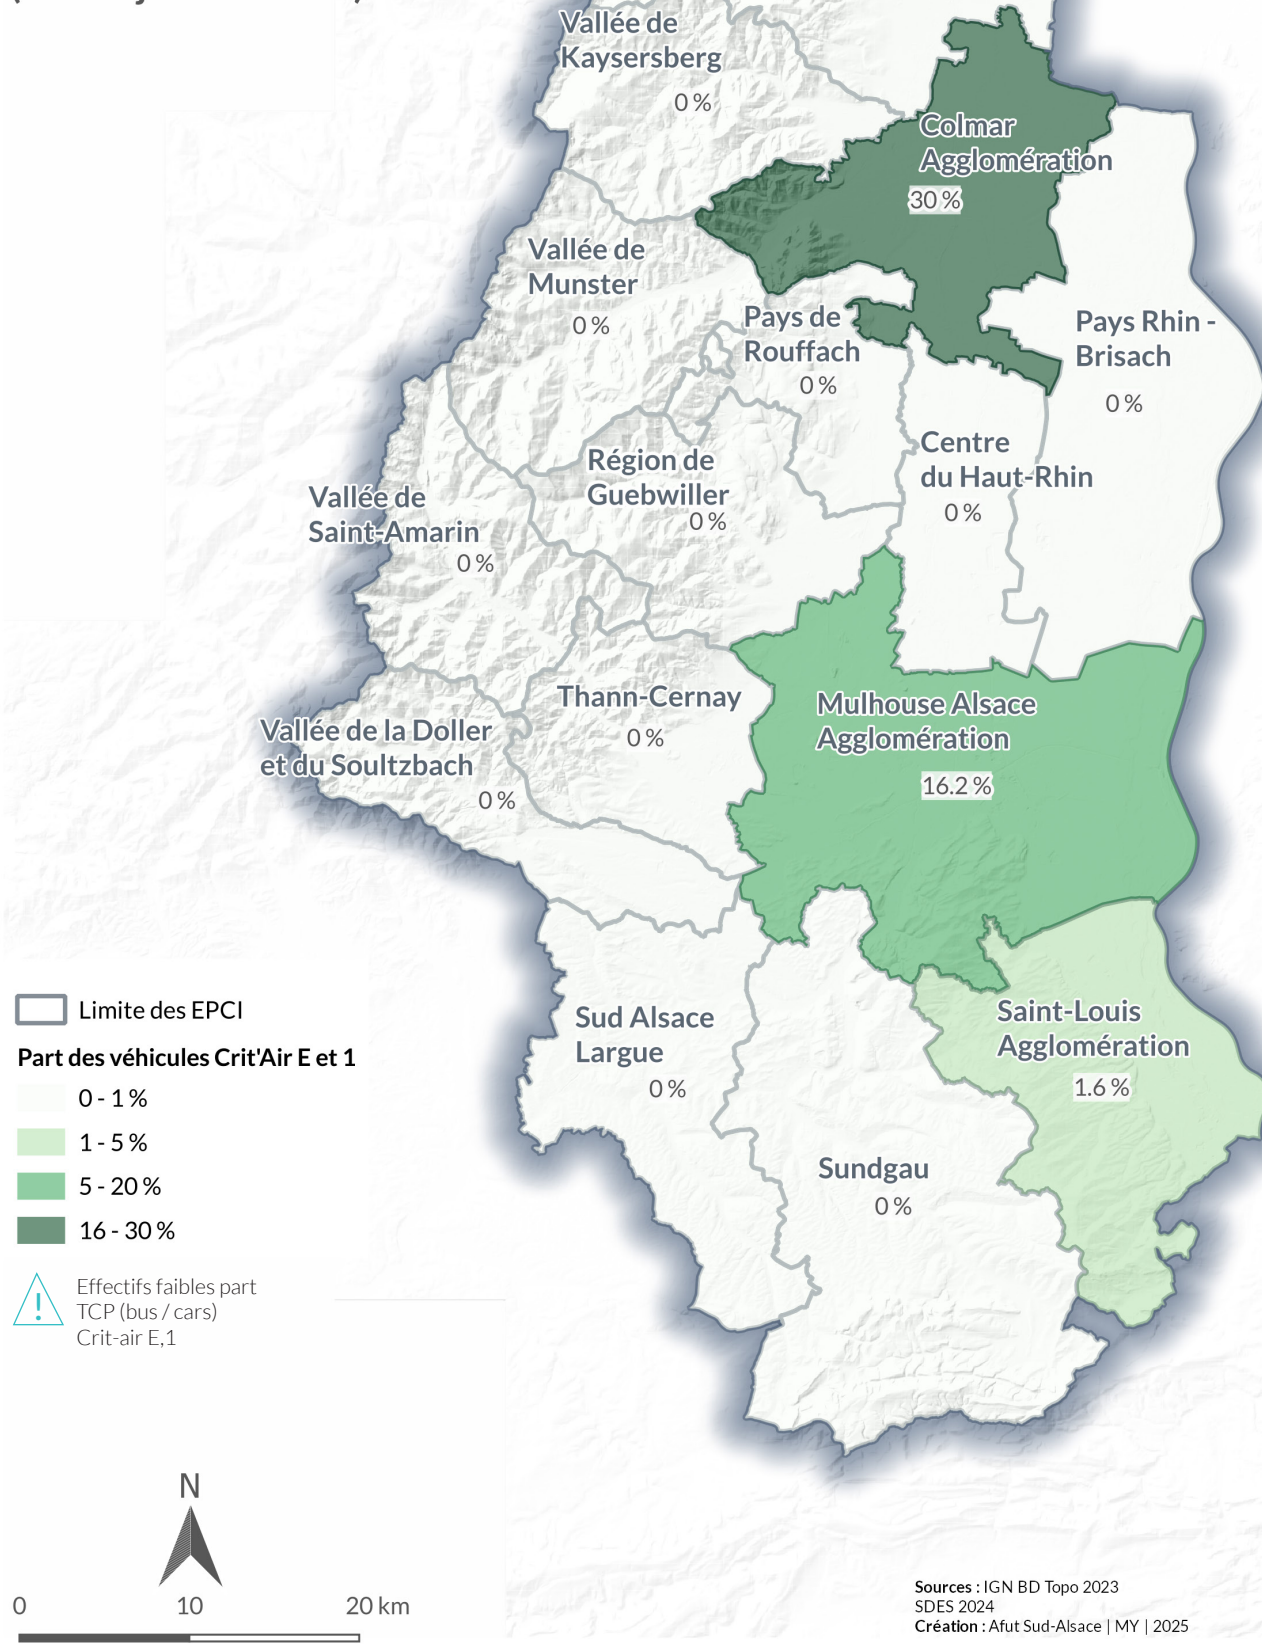 Vallée de
Kaysersberg
0 %
Colmar
Agglomération
30 %
Vallée de
Munster
0 %
Pays de
Rouffach
0 %
Pays Rhin -
Brisach
0 %
Centre
du Haut-Rhin
0 %
Région de
Guebwiller
0 %
Vallée de
Saint-Amarin
0 %
Thann-Cernay
0 %
Mulhouse Alsace
Agglomération
16.2 %
Vallée de la Doller
et du Soultzbach
0 %
Sud Alsace
Largue
0 %
Saint-Louis
Agglomération
1.6 %
Sundgau
0 %
Limite des EPCI
Part des véhicules Crit'Air E et 1
0 - 1 %
1 - 5 %
5 - 20 %
16 - 30 %
!
Effectifs faibles part
TCP (bus / cars)
Crit-air E,1
N
0 10 20 km
Sources : IGN BD Topo 2023
SDES 2024
Création : Afut Sud-Alsace | MY | 2025